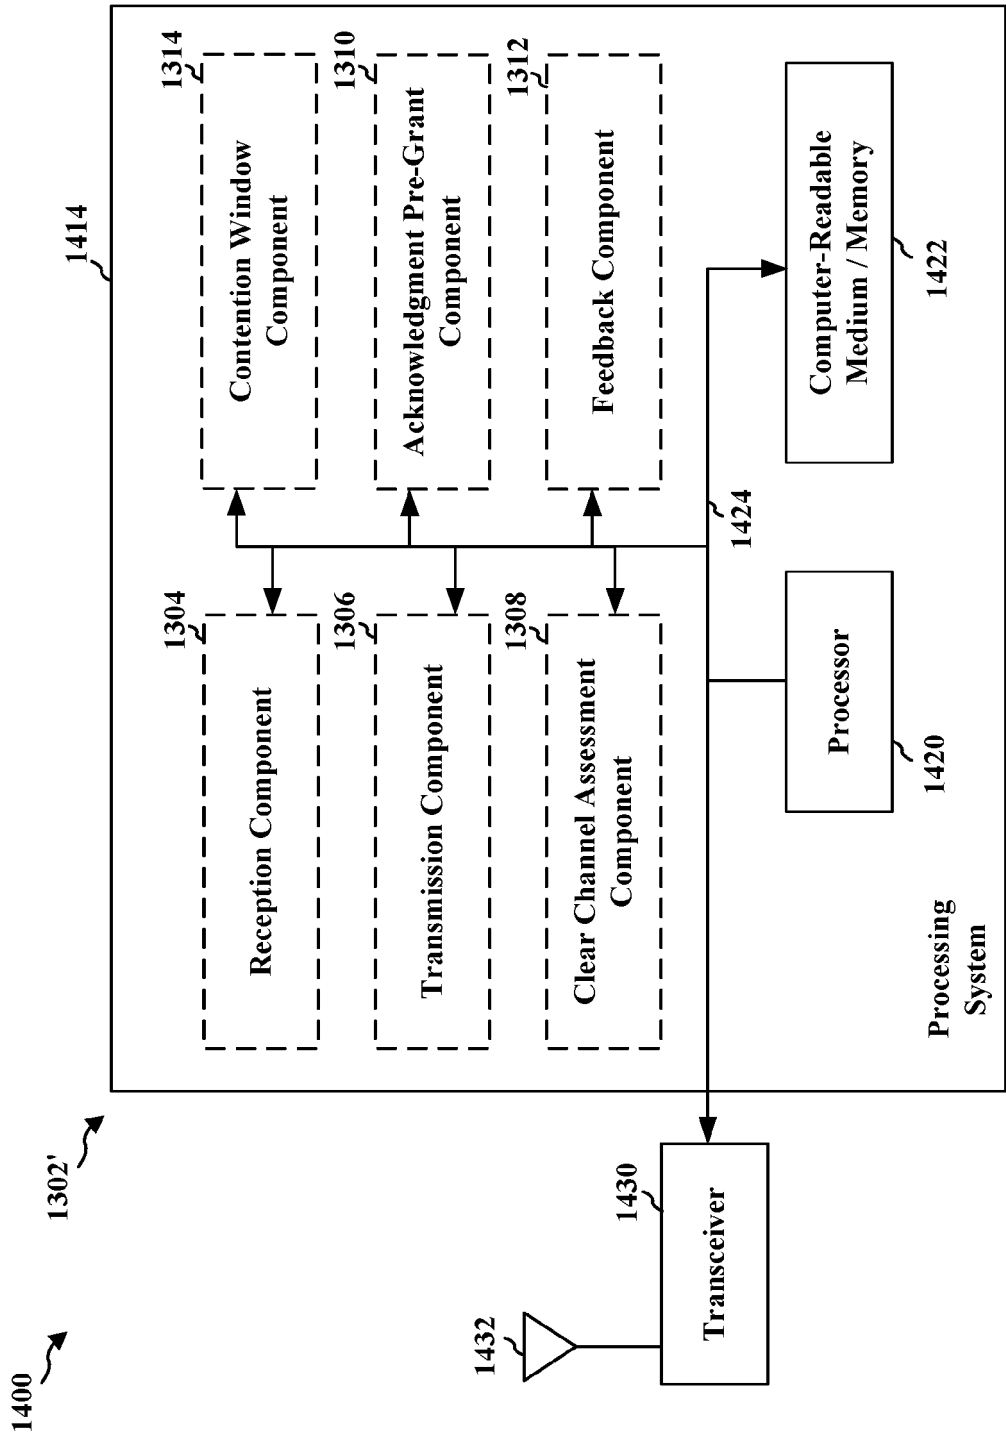 1400
1302'
1414
1432
1430
Transceiver
1304
Reception Component
1306
Transmission Component
1308
Clear Channel Assessment
Component
1314
Contention Window
Component
1310
Acknowledgment Pre-Grant
Component
1312
Feedback Component
1424
Processor
1420
Computer-Readable
Medium / Memory
1422
Processing
System